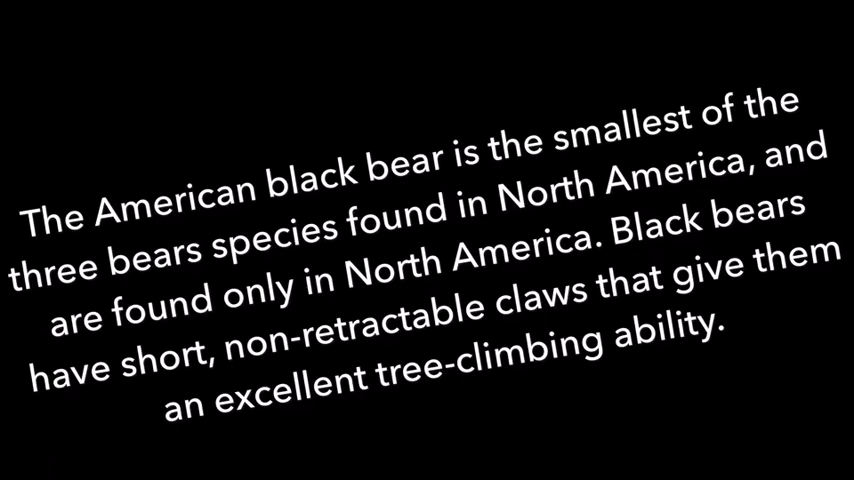 The American black bear is the smallest of the
three bears species found in North America, and
are found only in North America. Black bears
have short, non-retractable claws that give them
an excellent tree-climbing ability.